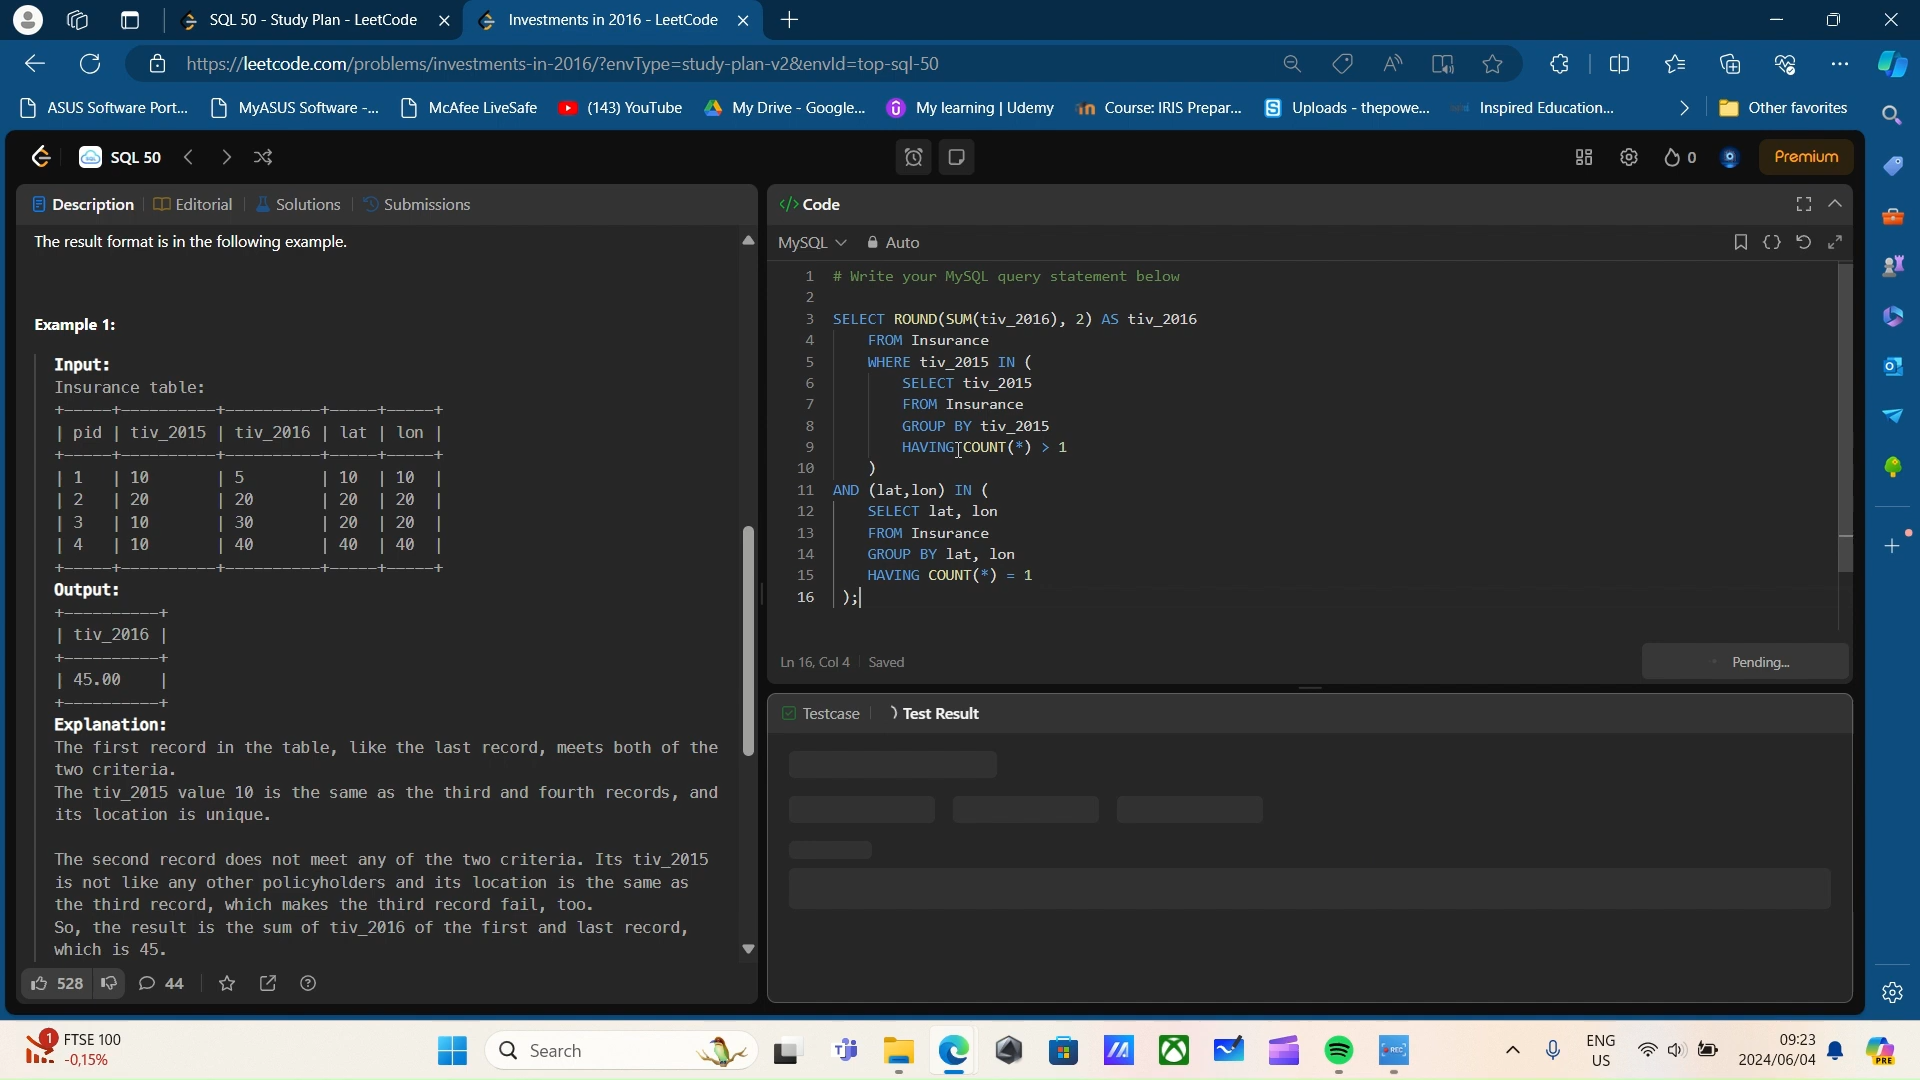 SQL 50 - Study Plan - LeetCode
Investments in 2016 - LeetCode
https://leetcode.com/problems/investments-in-2016/?envType=study-plan-v2&envId=top-sql-50
ASUS Software Port...
MyASUS Software -...
McAfee LiveSafe
(143) YouTube
My Drive - Google...
My learning | Udemy
Course: IRIS Prepar...
Uploads - thepowe...
Inspired Education...
Other favorites
SQL 50
0
Premium
Description
Editorial
Solutions
Submissions
The result format is in the following example.
Example 1:
Input:
Insurance table:
+-----+----------+----------+-----+-----+
| pid | tiv_2015 | tiv_2016 | lat | lon |
+-----+----------+----------+-----+-----+
| 1 | 10 | 5 | 10 | 10 |
| 2 | 20 | 20 | 20 | 20 |
| 3 | 10 | 30 | 20 | 20 |
| 4 | 10 | 40 | 40 | 40 |
+-----+----------+----------+-----+-----+
Output:
+----------+
| tiv_2016 |
+----------+
| 45.00 |
+----------+
Explanation:
The first record in the table, like the last record, meets both of the
two criteria.
The tiv_2015 value 10 is the same as the third and fourth records, and
its location is unique.
The second record does not meet any of the two criteria. Its tiv_2015
is not like any other policyholders and its location is the same as
the third record, which makes the third record fail, too.
So, the result is the sum of tiv_2016 of the first and last record,
which is 45.
528
44
</> Code
MySQL
Auto
1 # Write your MySQL query statement below
2
3 SELECT ROUND(SUM(tiv_2016), 2) AS tiv_2016
4 FROM Insurance
5 WHERE tiv_2015 IN (
6 SELECT tiv_2015
7 FROM Insurance
8 GROUP BY tiv_2015
9 HAVING COUNT(*) > 1
10 )
11 AND (lat,lon) IN (
12 SELECT lat, lon
13 FROM Insurance
14 GROUP BY lat, lon
15 HAVING COUNT(*) = 1
16 );
Ln 16, Col 4
Saved
Pending...
Testcase
Test Result
1
FTSE 100
-0,15%
Search
REC
ENG
US
09:23
2024/06/04
PRE